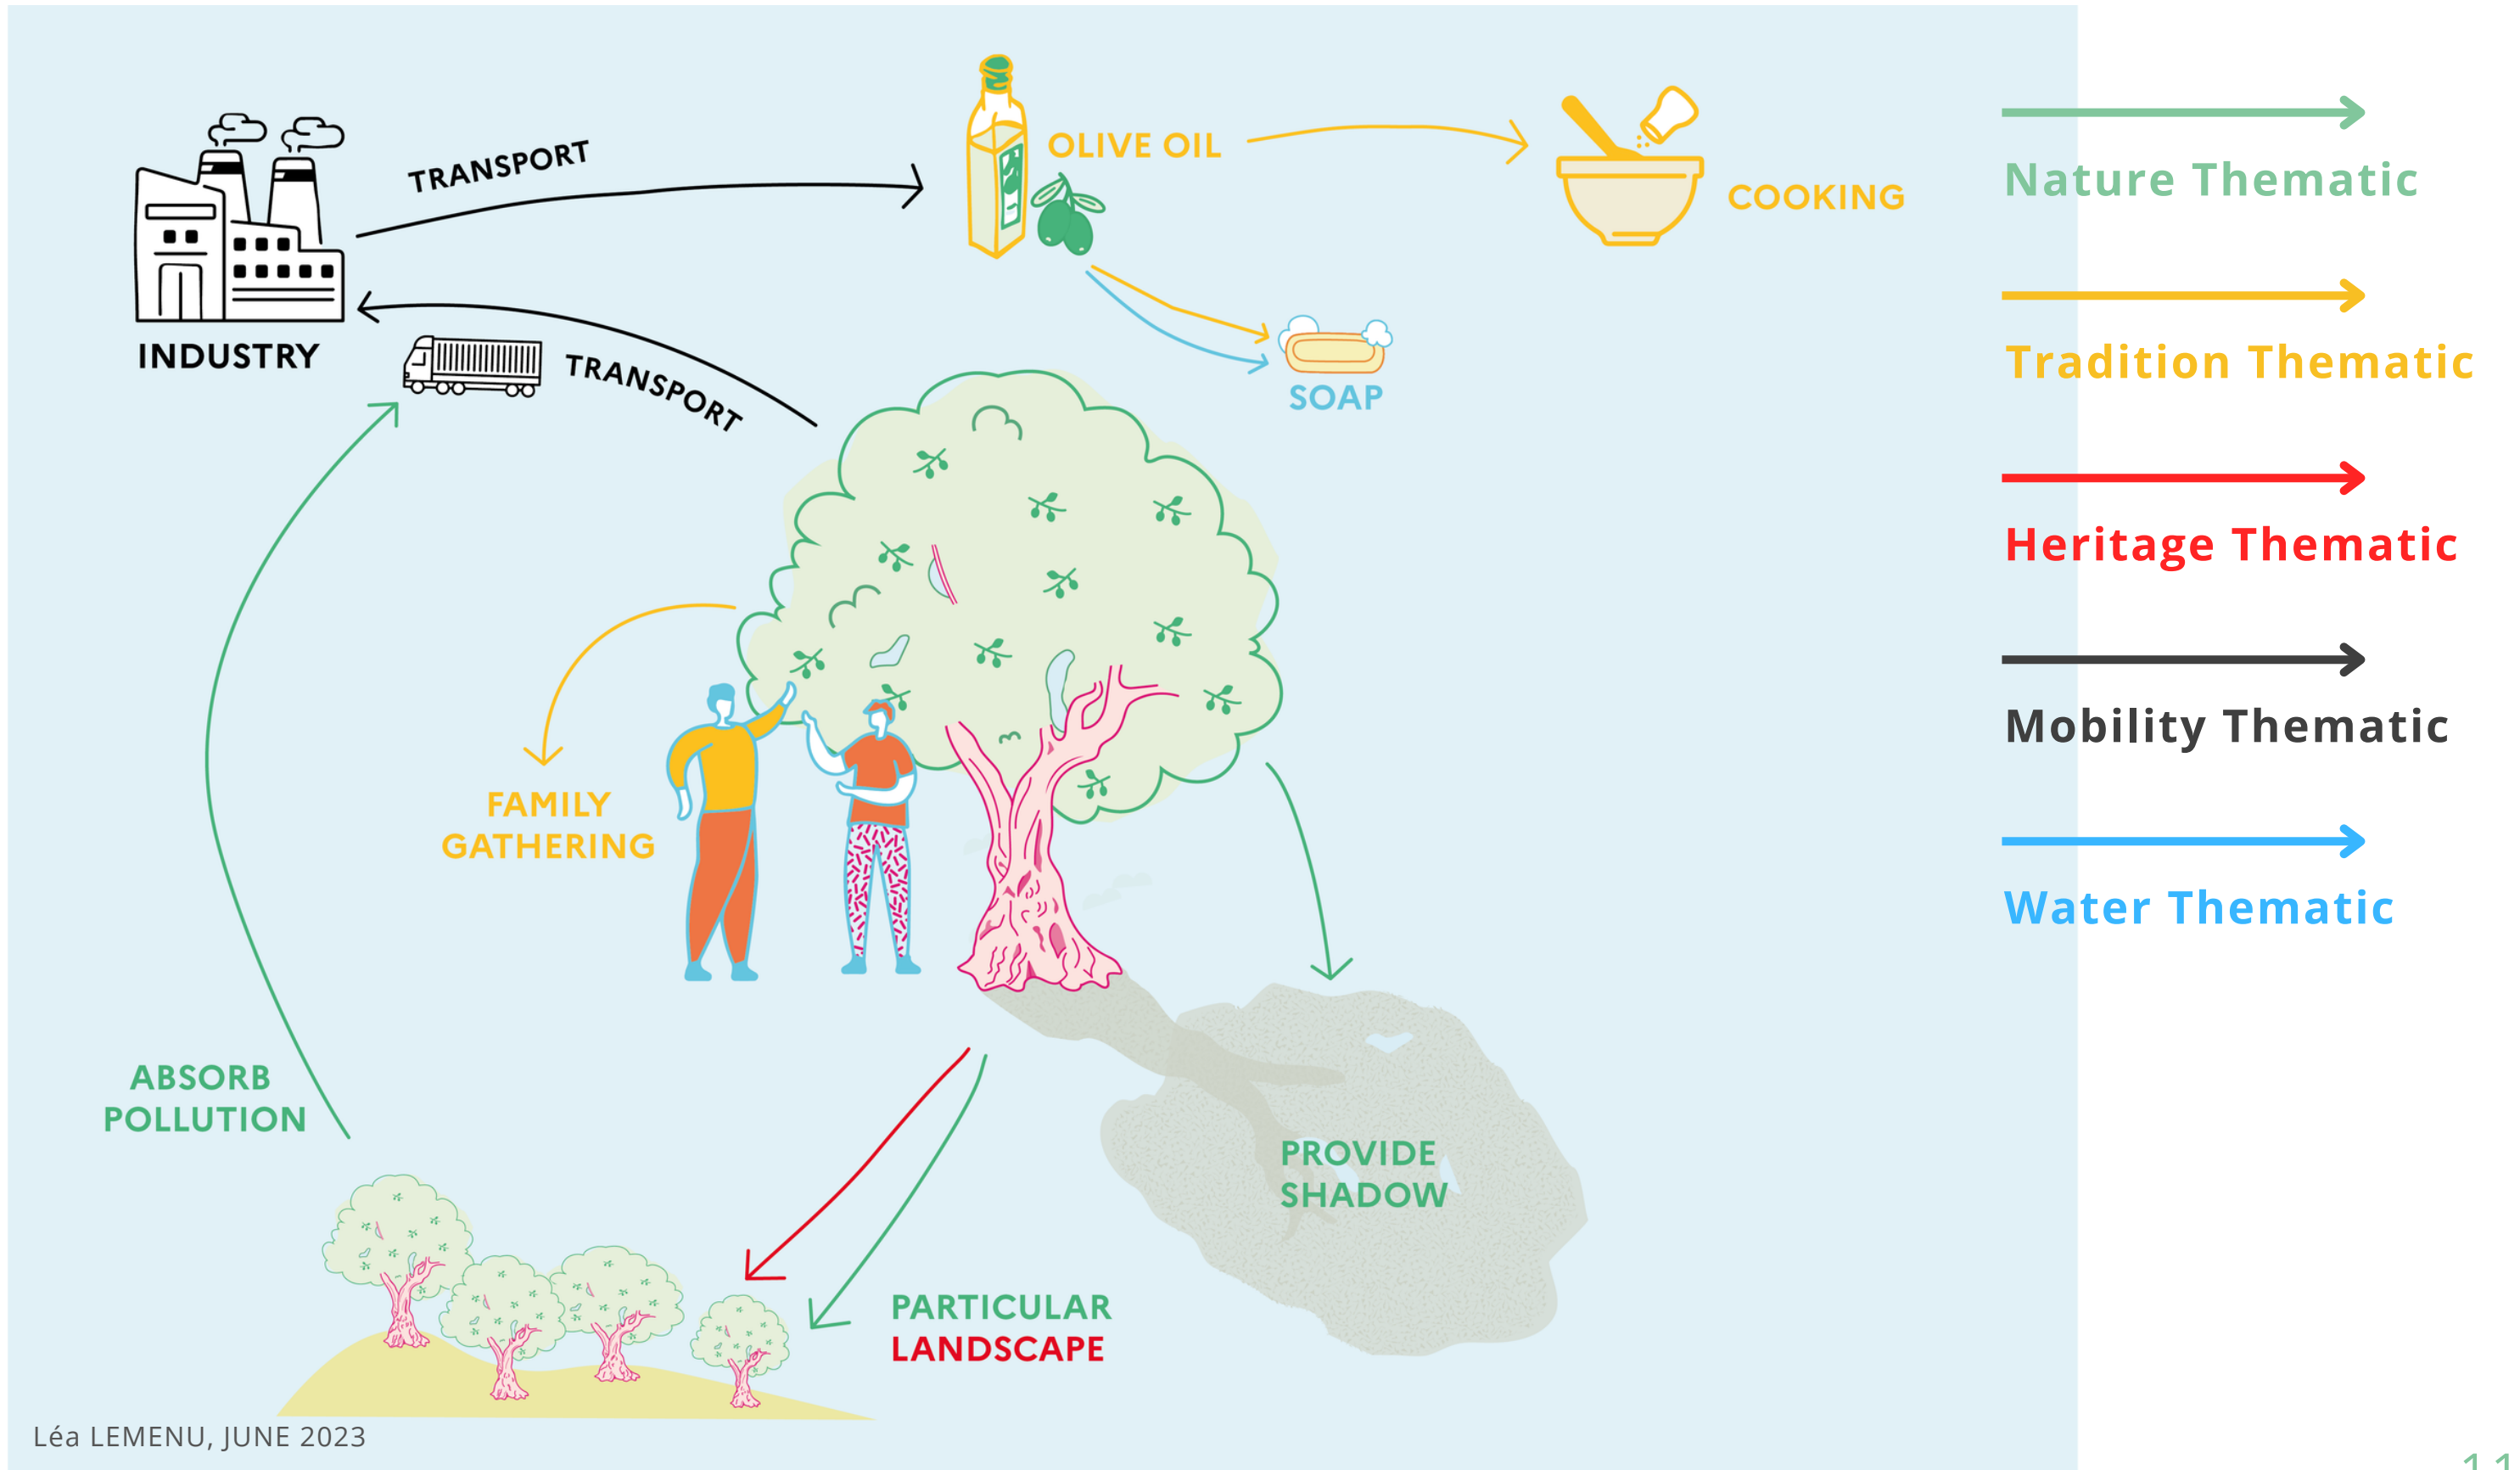 TRANSPORT
OLIVE OIL
COOKING
INDUSTRY
TRANSPORT
SOAP
FAMILY
GATHERING
ABSORB
POLLUTION
PROVIDE
SHADOW
PARTICULAR
LANDSCAPE
Léa LEMENU, JUNE 2023
Nature Thematic
Tradition Thematic
Heritage Thematic
Mobility Thematic
Water Thematic
11